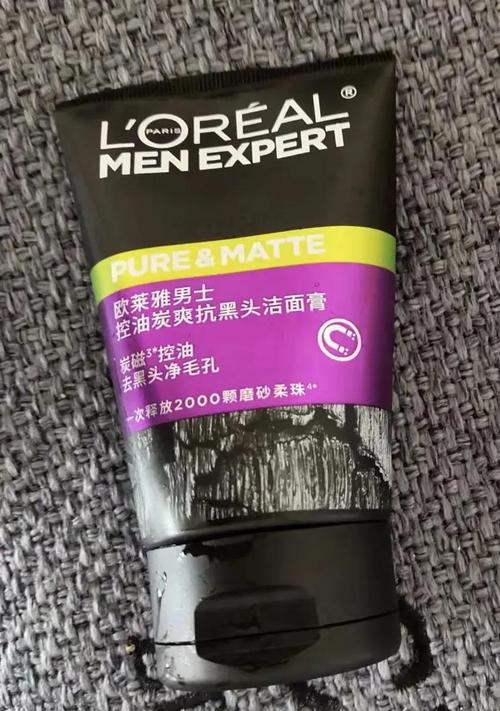 L'ORÉAL®
PARIS
MEN EXPERT
PURE & MATTE
欧莱雅男士
控油炭爽抗黑头洁面膏
炭磁³*控油
去黑头净毛孔
一次释放2000颗磨砂柔珠⁴*